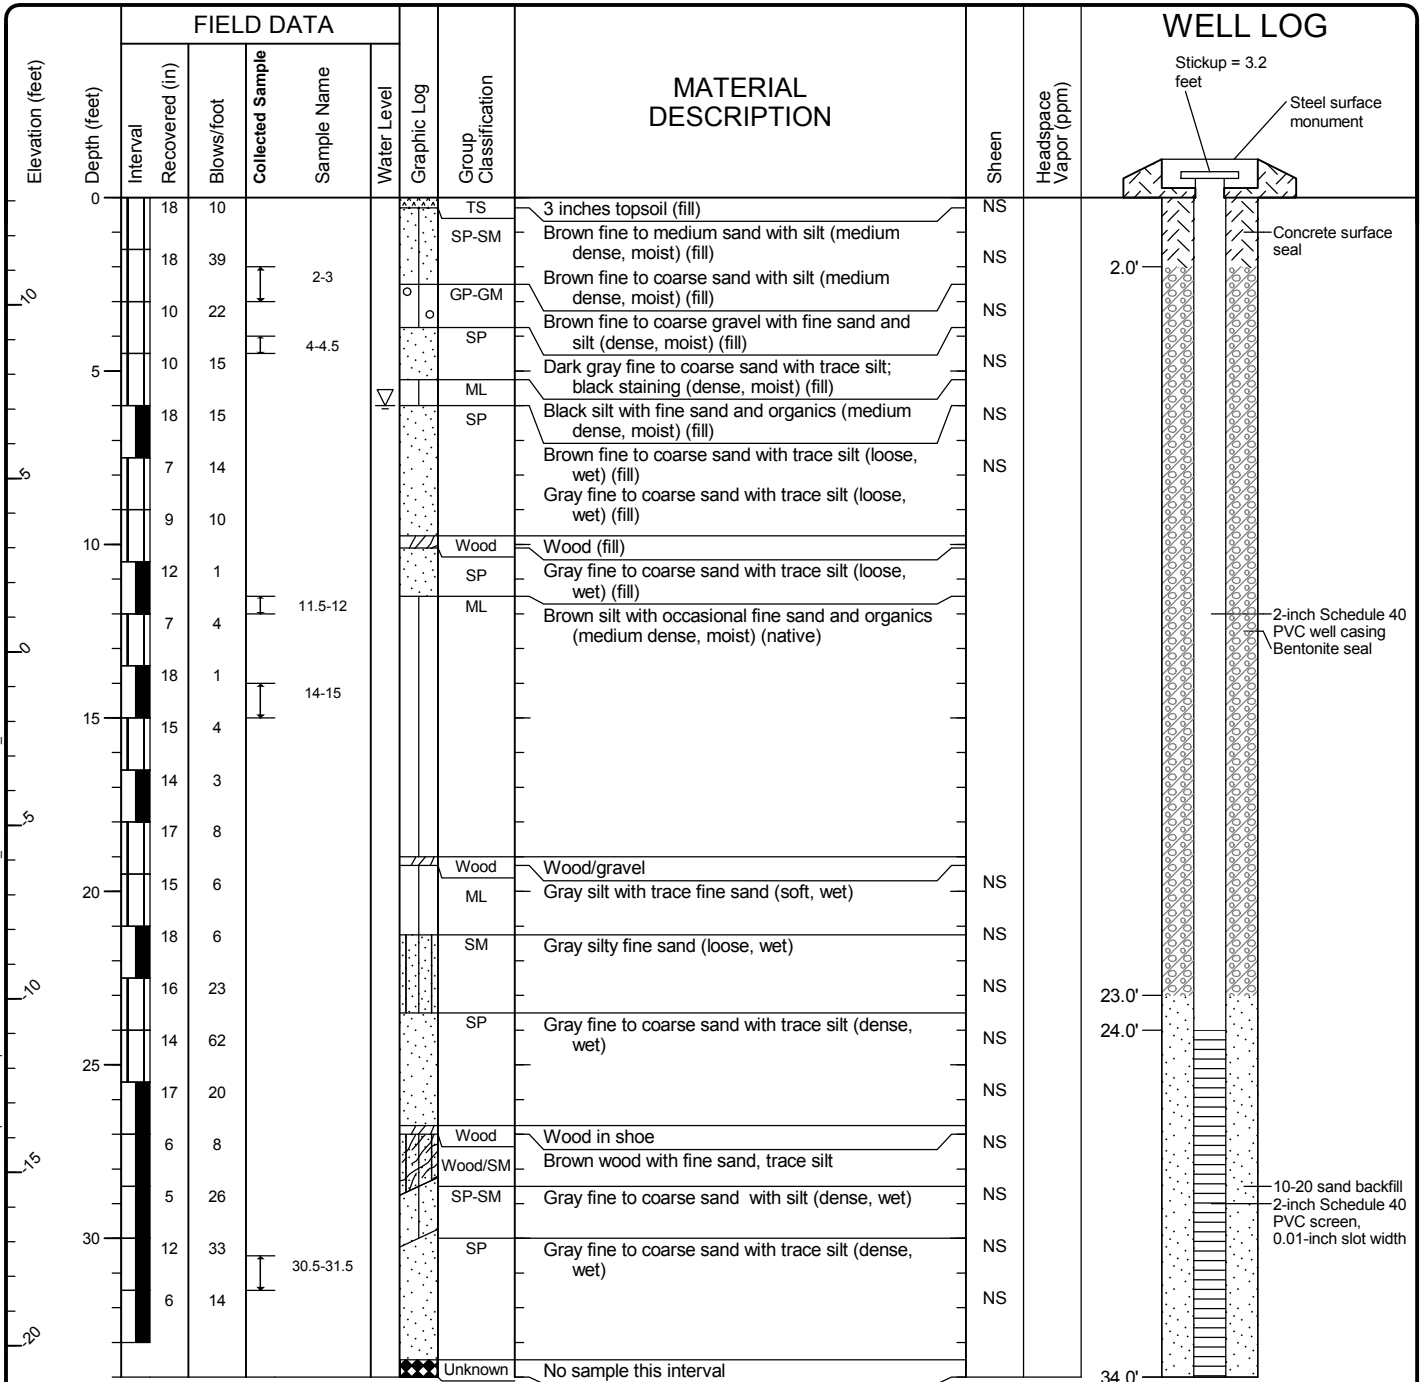 FIELD DATA
WELL LOG
Elevation (feet)
Depth (feet)
Interval
Recovered (in)
Blows/foot
Collected Sample
Sample Name
Water Level
Graphic Log
Group
Classification
MATERIAL
DESCRIPTION
Sheen
Headspace
Vapor (ppm)
Stickup = 3.2
feet
Steel surface
monument
0
18 10
TS
3 inches topsoil (fill)
NS
SP-SM
Brown fine to medium sand with silt (medium
dense, moist) (fill)
Concrete surface
seal
18 39
NS
2.0'
2-3
Brown fine to coarse sand with silt (medium
dense, moist) (fill)
10
GP-GM
10 22
NS
Brown fine to coarse gravel with fine sand and
silt (dense, moist) (fill)
SP
4-4.5
10 15
NS
5
Dark gray fine to coarse sand with trace silt;
black staining (dense, moist) (fill)
ML
18 15
Black silt with fine sand and organics (medium
dense, moist) (fill)
NS
SP
Brown fine to coarse sand with trace silt (loose,
wet) (fill)
7 14
NS
5
Gray fine to coarse sand with trace silt (loose,
wet) (fill)
9 10
10
Wood
Wood (fill)
12 1
SP
Gray fine to coarse sand with trace silt (loose,
wet) (fill)
11.5-12
ML
Brown silt with occasional fine sand and organics
(medium dense, moist) (native)
2-inch Schedule 40
PVC well casing
Bentonite seal
7 4
0
18 1
14-15
15
15 4
14 3
-5
17 8
Wood
Wood/gravel
15 6
NS
20
ML
Gray silt with trace fine sand (soft, wet)
18 6
NS
SM
Gray silty fine sand (loose, wet)
16 23
NS
-10
23.0'
SP
Gray fine to coarse sand with trace silt (dense,
wet)
24.0'
14 62
NS
25
17 20
NS
Wood
Wood in shoe
6 8
NS
-15
Wood/SM
Brown wood with fine sand, trace silt
5 26
SP-SM
Gray fine to coarse sand with silt (dense, wet)
NS
10-20 sand backfill
2-inch Schedule 40
PVC screen,
0.01-inch slot width
30
12 33
SP
Gray fine to coarse sand with trace silt (dense,
wet)
NS
30.5-31.5
6 14
NS
-20
Unknown
No sample this interval
34.0'